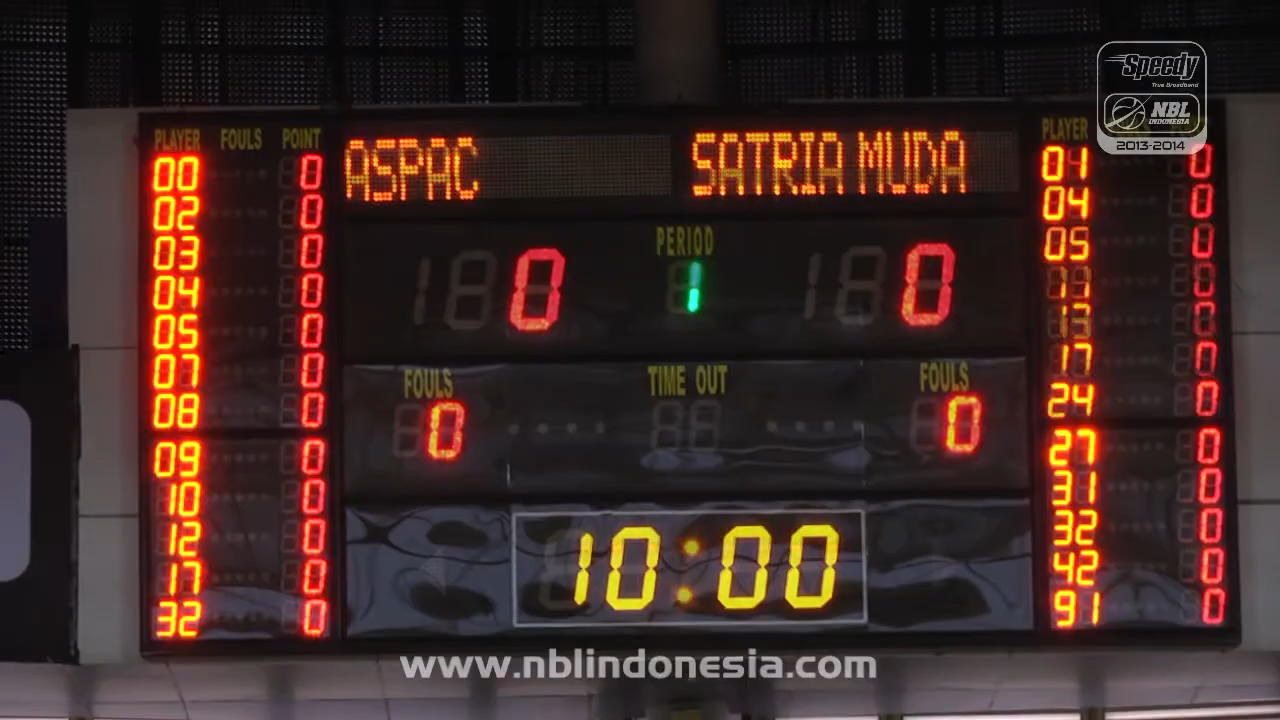 Speedy
True Broadband
NBL
INDONESIA
2013-2014
PLAYER FOULS POINT
ASPAC
SATRIA MUDA
PLAYER
00 0
02 0
03 0
04 0
05 0
07 0
08 0
09 0
10 0
12 0
17 0
32 0
PERIOD
0 1 0
FOULS TIME OUT FOULS
0 0
10:00
01 0
04 0
05 0
11 0
13 0
17 0
24 0
27 0
31 0
32 0
42 0
91 0
www.nblindonesia.com